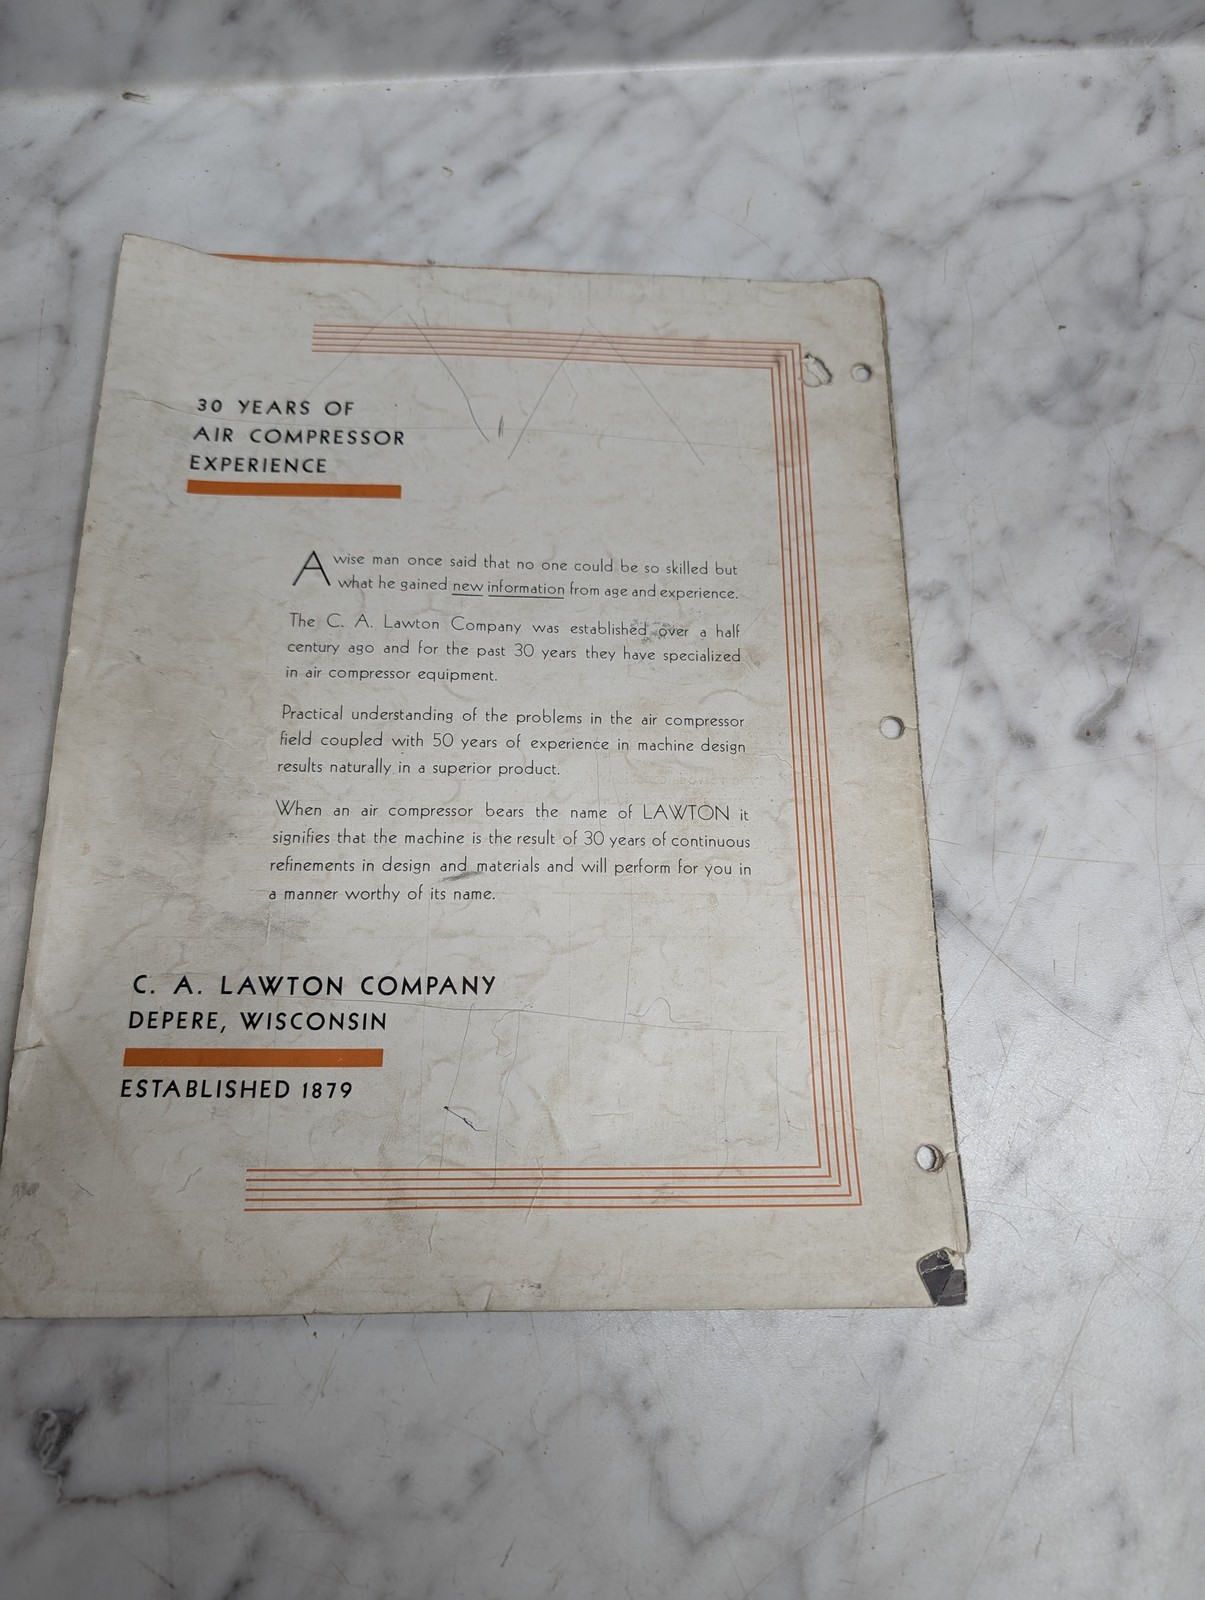 30 YEARS OF
AIR COMPRESSOR
EXPERIENCE
A wise man once said that no one could be so skilled but
what he gained new information from age and experience.
The C. A. Lawton Company was established over a half
century ago and for the past 30 years they have specialized
in air compressor equipment.
Practical understanding of the problems in the air compressor
field coupled with 50 years of experience in machine design
results naturally in a superior product.
When an air compressor bears the name of LAWTON it
signifies that the machine is the result of 30 years of continuous
refinements in design and materials and will perform for you in
a manner worthy of its name.
C. A. LAWTON COMPANY
DEPERE, WISCONSIN
ESTABLISHED 1879